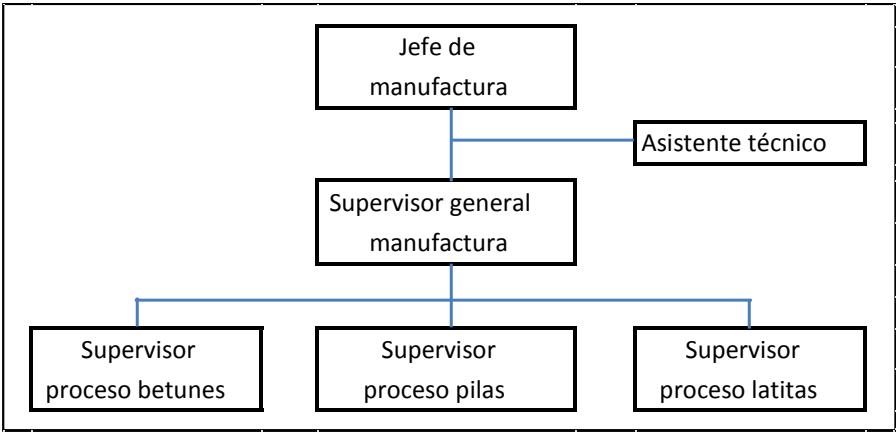 Jefe de
manufactura
Asistente técnico
Supervisor general
manufactura
Supervisor
proceso betunes
Supervisor
proceso pilas
Supervisor
proceso latitas